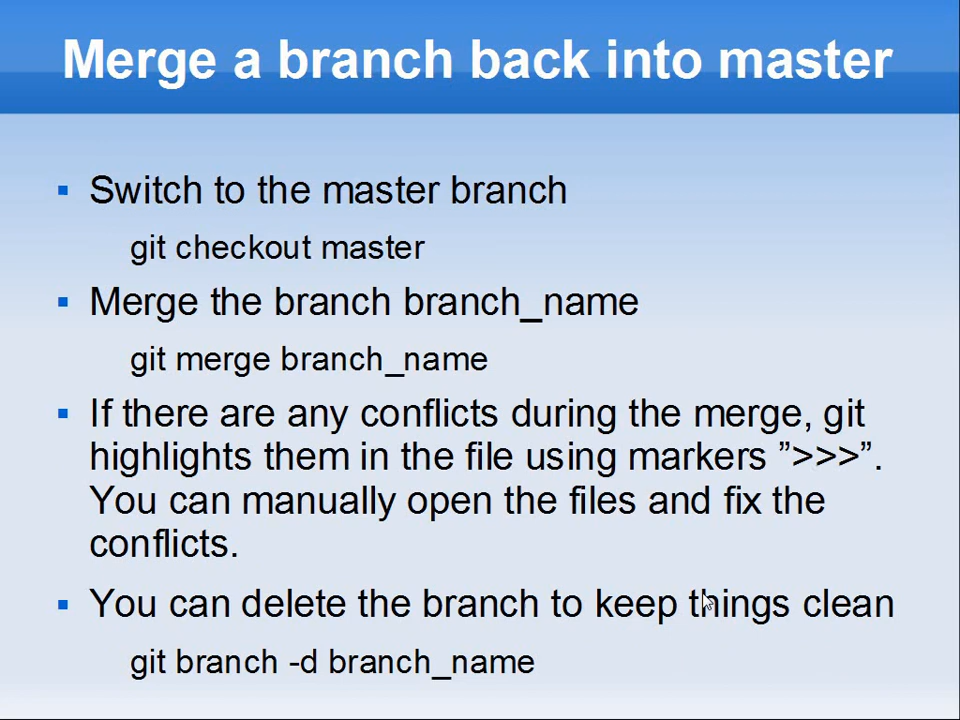 Merge a branch back into master
Switch to the master branch
git checkout master
Merge the branch branch_name
git merge branch_name
If there are any conflicts during the merge, git
highlights them in the file using markers ”>>>”.
You can manually open the files and fix the
conflicts.
You can delete the branch to keep things clean
git branch -d branch_name